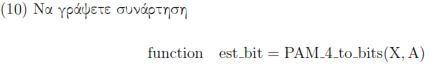 (10) Να γράψετε συνάρτηση
function est_bit = PAM_4_to_bits(X, A)